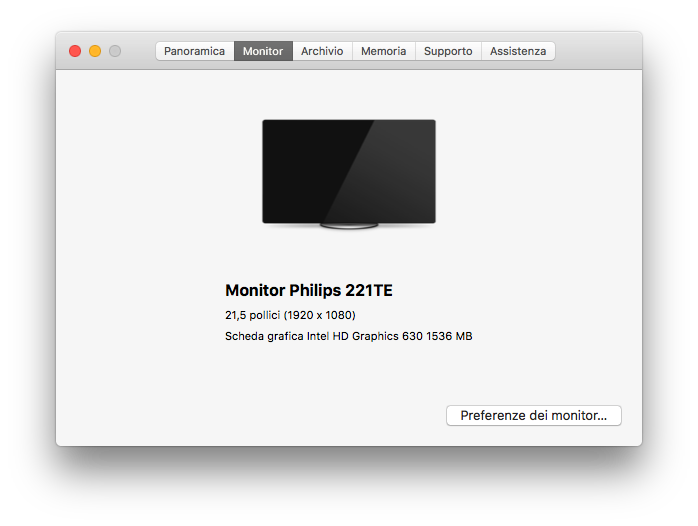 Panoramica Monitor Archivio Memoria Supporto Assistenza
Monitor Philips 221TE
21,5 pollici (1920 x 1080)
Scheda grafica Intel HD Graphics 630 1536 MB
Preferenze dei monitor...